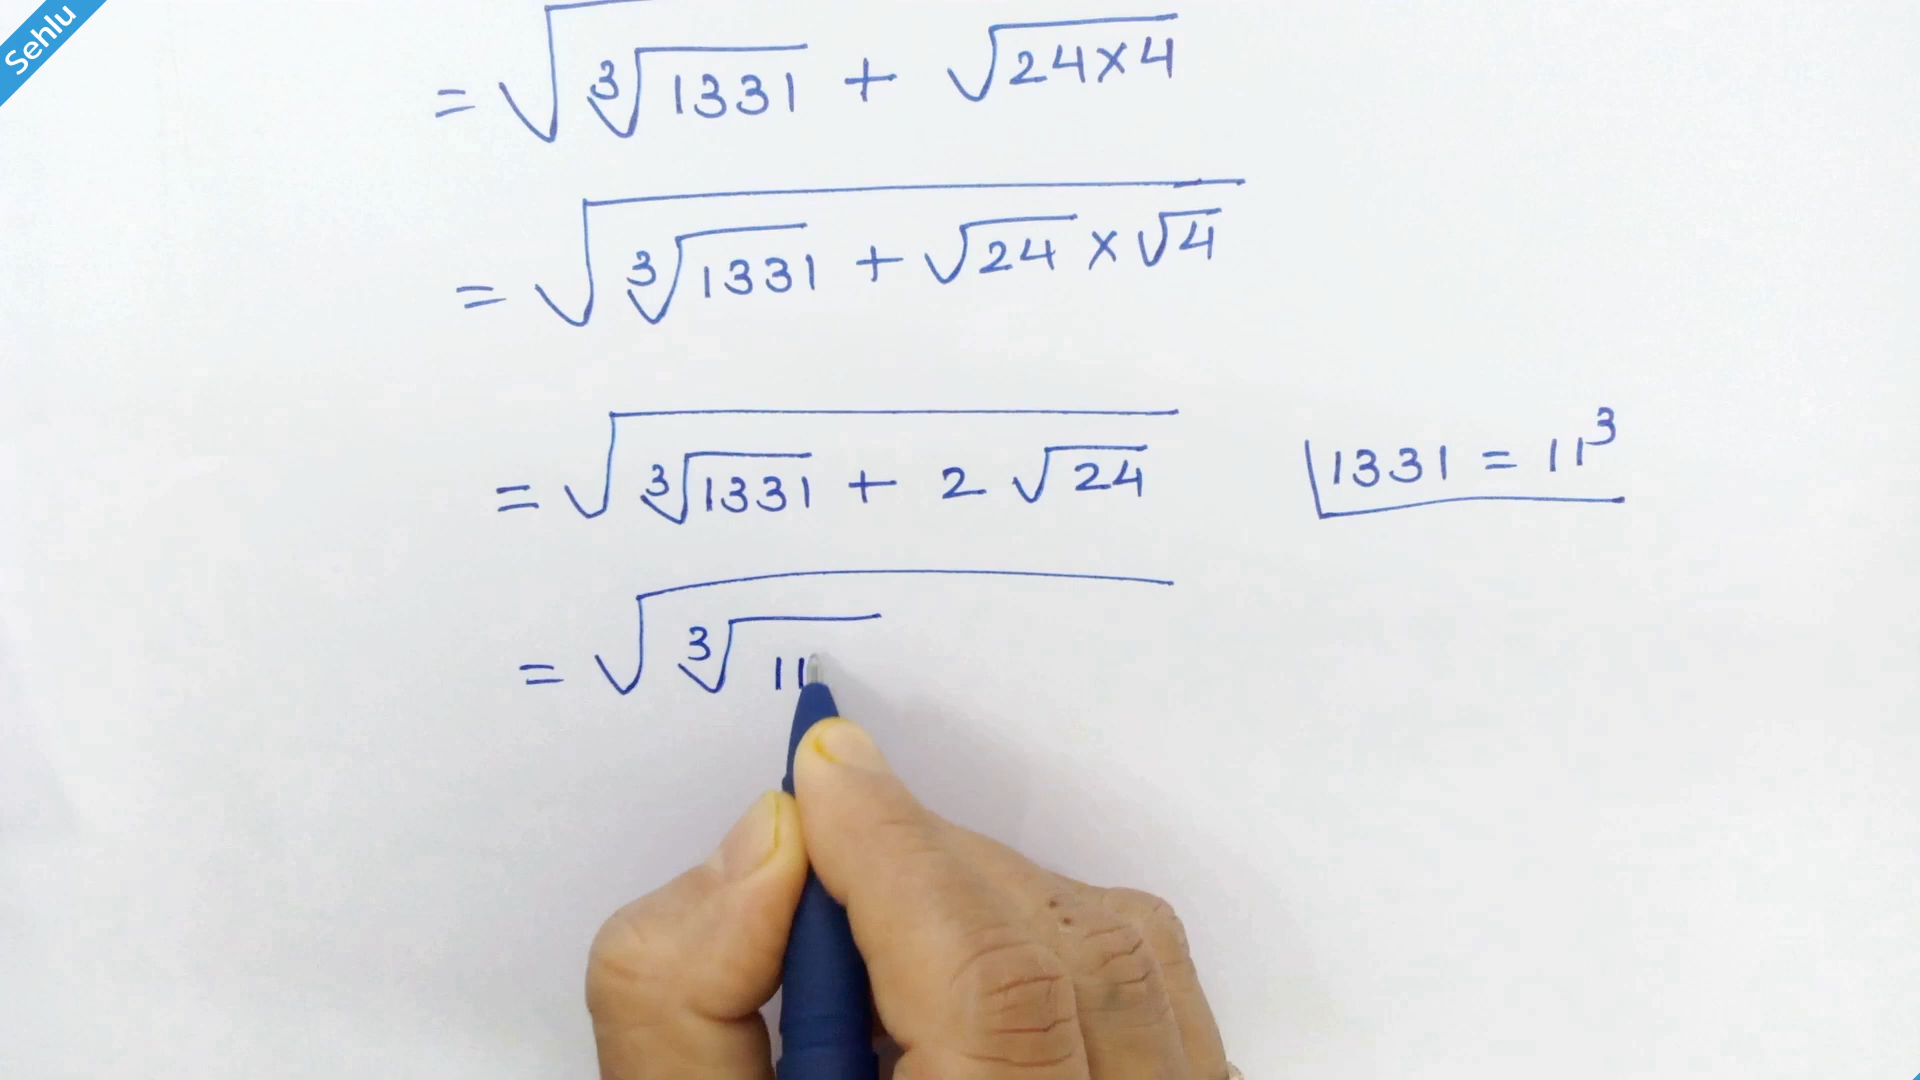 Sehlu
= √(∛1331 + √24×4)
= √(∛1331 + √24 × √4)
= √(∛1331 + 2 √24) 1331 = 11³
= √ ∛11